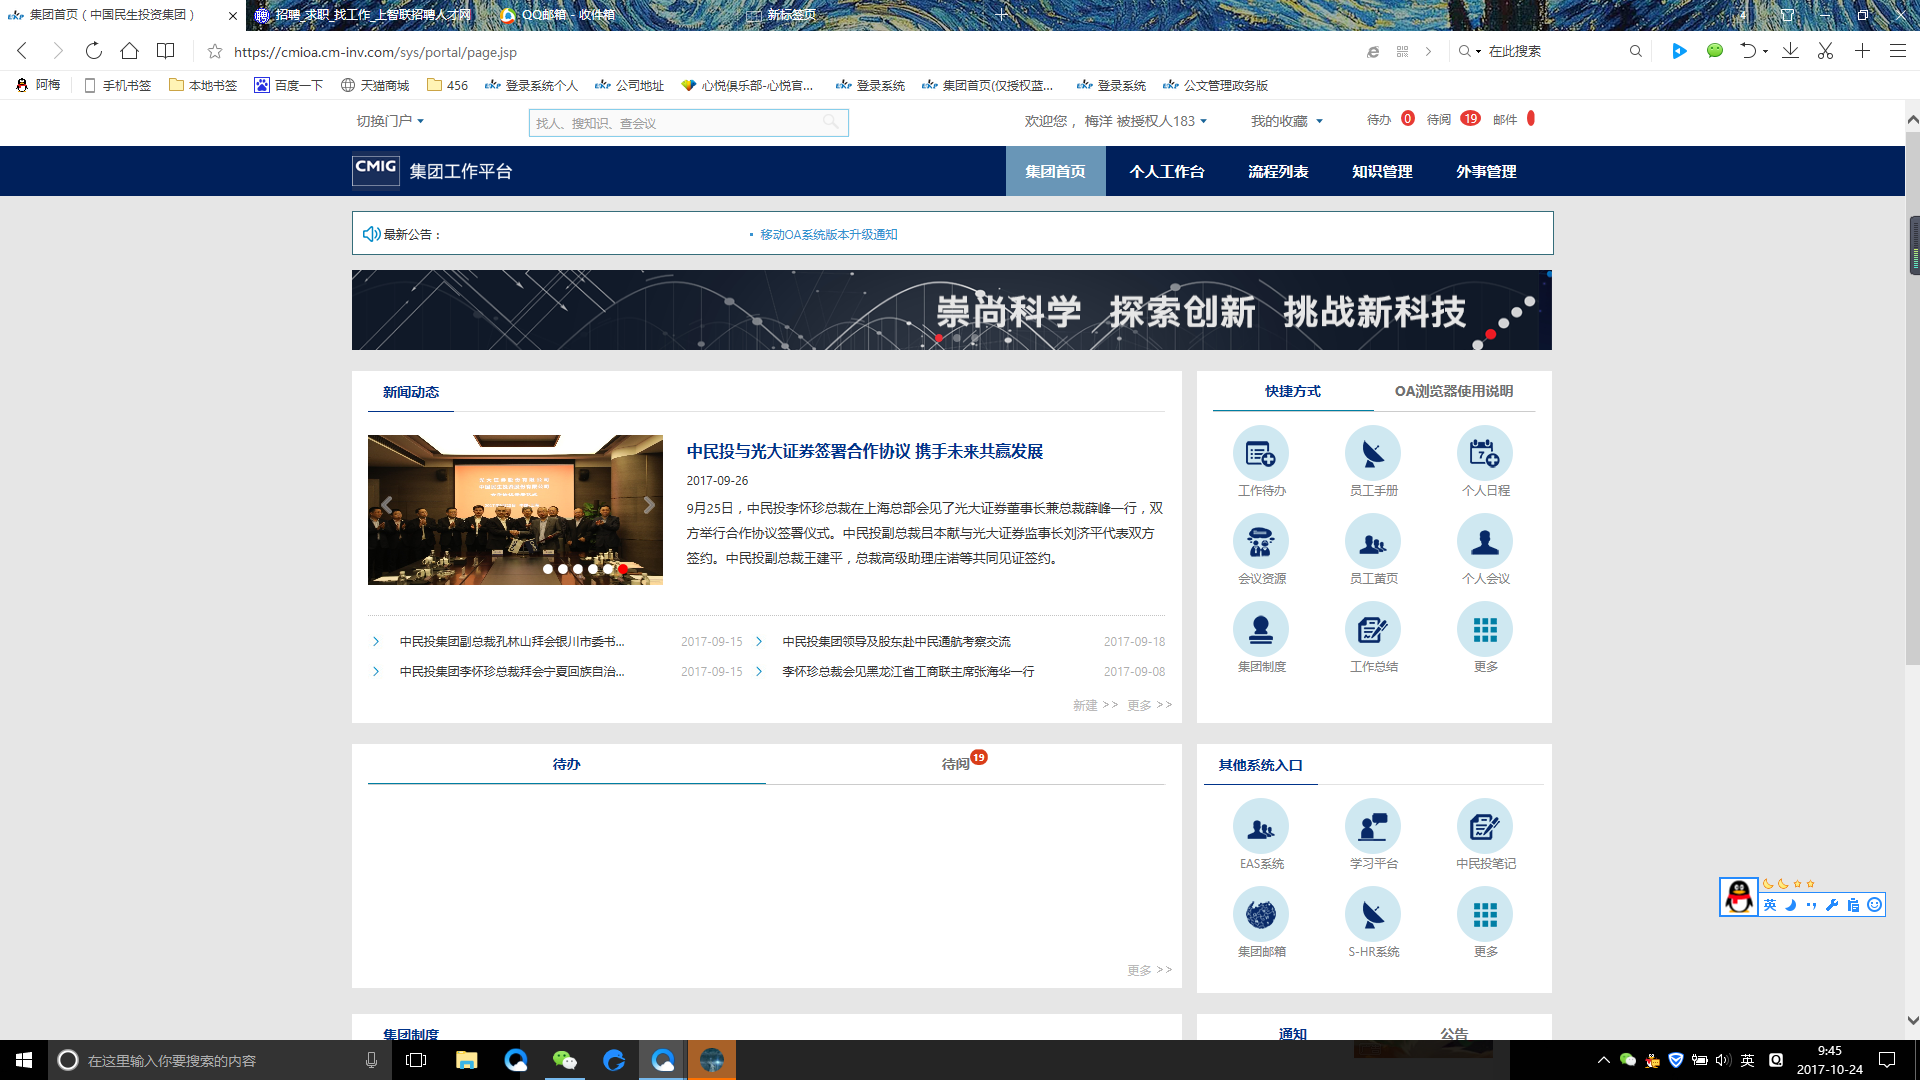 集团首页（中国民生投资集团）
招聘_求职_找工作_上智联招聘人才网
QQ邮箱 - 收件箱
新标签页
4
https://cmioa.cm-inv.com/sys/portal/page.jsp
在此搜索
阿梅
手机书签
本地书签
百度一下
天猫商城
456
登录系统个人
公司地址
心悦俱乐部-心悦官...
登录系统
集团首页(仅授权蓝...
登录系统
公文管理政务版
切换门户
找人、搜知识、查会议
欢迎您， 梅洋 被授权人183
我的收藏
待办 0
待阅 19
邮件
CMIG 集团工作平台
集团首页
个人工作台
流程列表
知识管理
外事管理
最新公告：
移动OA系统版本升级通知
崇尚科学 探索创新 挑战新科技
新闻动态
中民投与光大证券签署合作协议 携手未来共赢发展
2017-09-26
9月25日，中民投李怀珍总裁在上海总部会见了光大证券董事长兼总裁薛峰一行，双
方举行合作协议签署仪式。中民投副总裁吕本献与光大证券监事长刘济平代表双方
签约。中民投副总裁王建平，总裁高级助理庄诺等共同见证签约。
中民投集团副总裁孔林山拜会银川市委书... 2017-09-15
中民投集团领导及股东赴中民通航考察交流 2017-09-18
中民投集团李怀珍总裁拜会宁夏回族自治... 2017-09-15
李怀珍总裁会见黑龙江省工商联主席张海华一行 2017-09-08
新建 >> 更多 >>
快捷方式
OA浏览器使用说明
工作待办
员工手册
7
个人日程
会议资源
员工黄页
个人会议
集团制度
工作总结
更多
待办
待阅 19
更多 >>
其他系统入口
EAS系统
学习平台
中民投笔记
集团邮箱
S-HR系统
更多
集团制度
通知
公告
英
在这里输入你要搜索的内容
英
9:45
2017-10-24